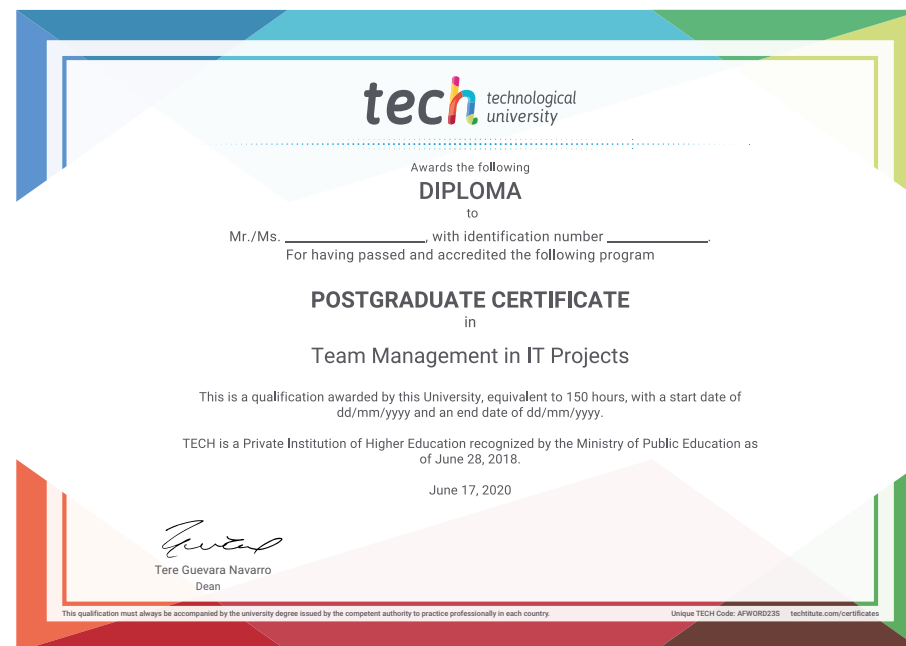 tech technological
university
Awards the following
DIPLOMA
to
Mr./Ms. ____________________, with identification number ______________.
For having passed and accredited the following program
POSTGRADUATE CERTIFICATE
in
Team Management in IT Projects
This is a qualification awarded by this University, equivalent to 150 hours, with a start date of
dd/mm/yyyy and an end date of dd/mm/yyyy.
TECH is a Private Institution of Higher Education recognized by the Ministry of Public Education as
of June 28, 2018.
June 17, 2020
Tere Guevara Navarro
Dean
This qualification must always be accompanied by the university degree issued by the competent authority to practice professionally in each country. Unique TECH Code: AFWORD23S techtitute.com/certificates